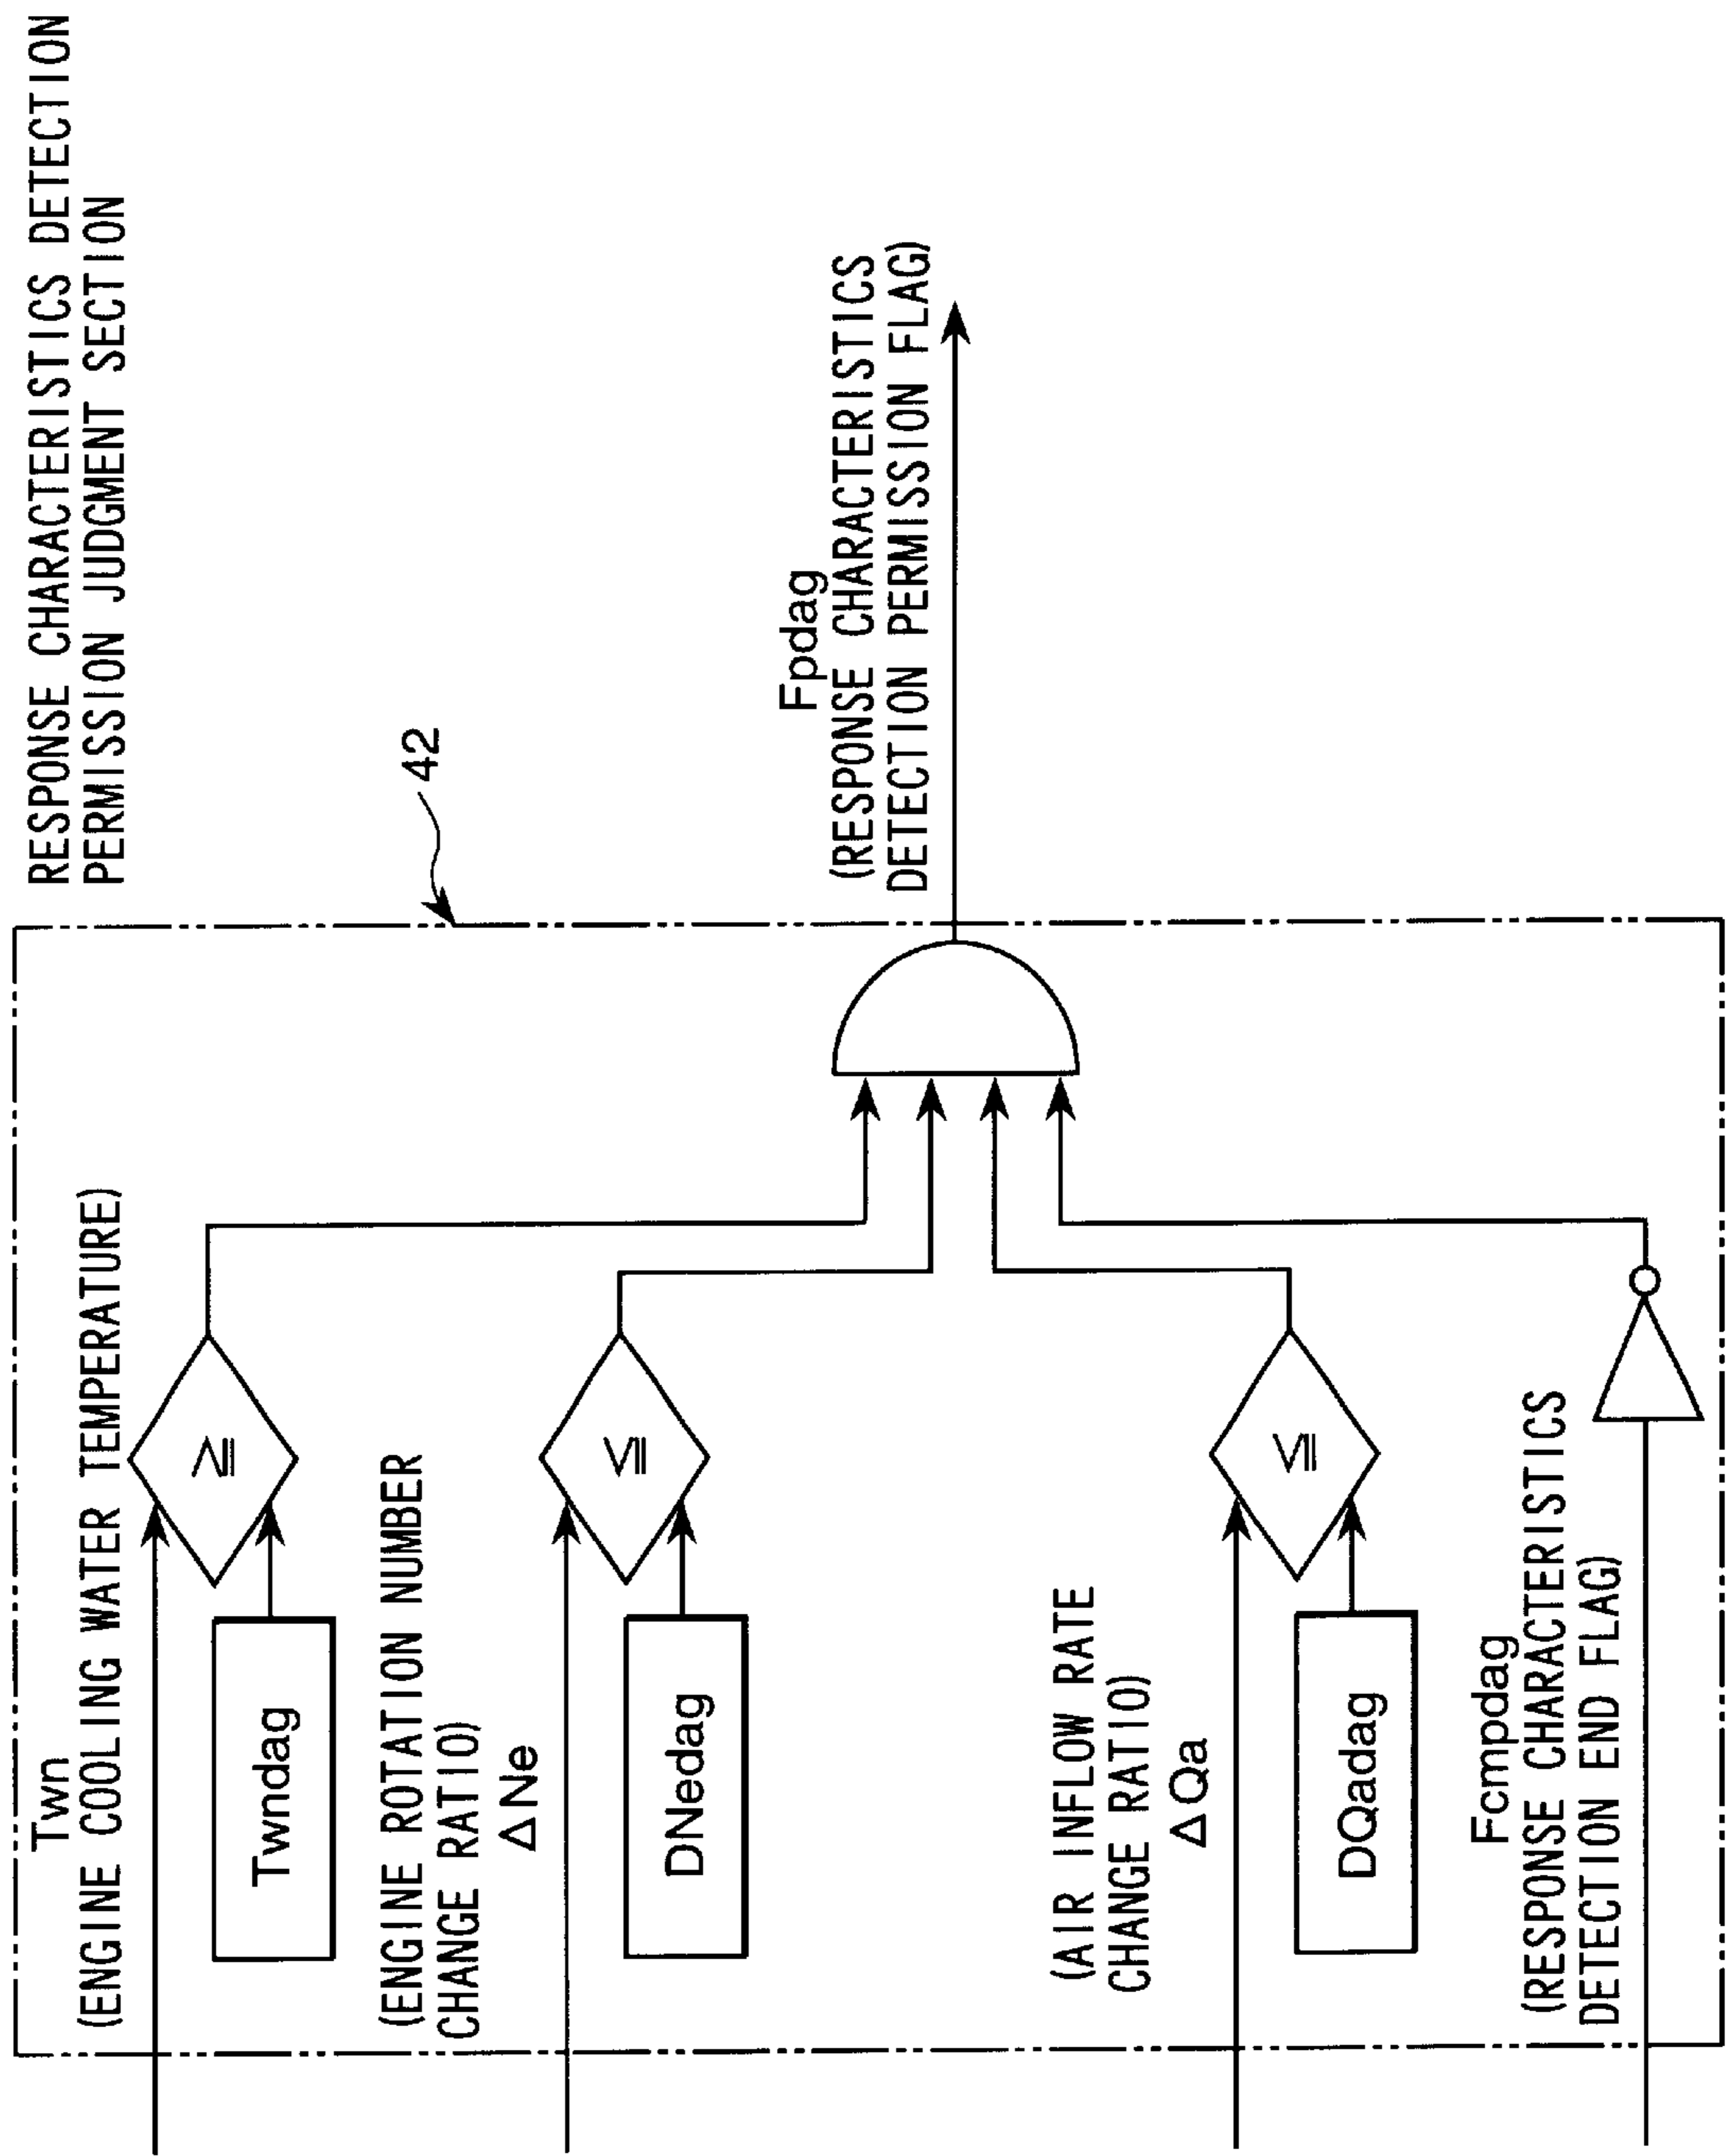 RESPONSE CHARACTERISTICS DETECTION
PERMISSION JUDGMENT SECTION
42
Twn
(ENGINE COOLING WATER TEMPERATURE)
≧
Twndag
(ENGINE ROTATION NUMBER
CHANGE RATIO)
ΔNe
≦
DNedag
Fpdag
(RESPONSE CHARACTERISTICS
DETECTION PERMISSION FLAG)
(AIR INFLOW RATE
CHANGE RATIO)
ΔQa
≦
DQadag
Fcmpdag
(RESPONSE CHARACTERISTICS
DETECTION END FLAG)